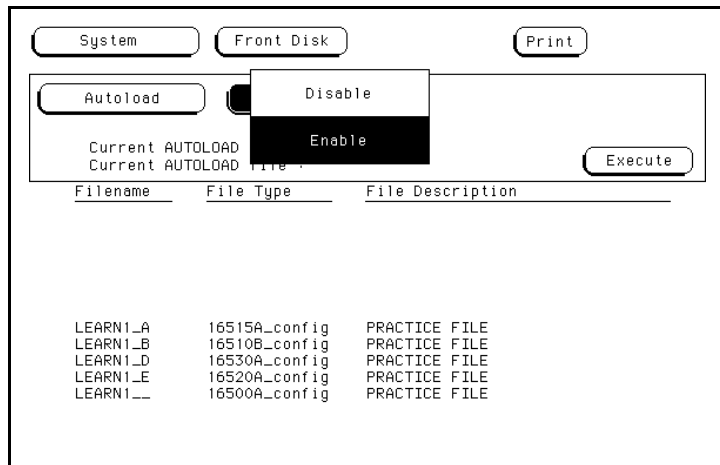 System Front Disk Print
Autoload Disable
Enable
Current AUTOLOAD
Current AUTOLOAD
Execute
Filename File Type File Description
LEARN1_A 16515A_config PRACTICE FILE
LEARN1_B 16510B_config PRACTICE FILE
LEARN1_D 16530A_config PRACTICE FILE
LEARN1_E 16520A_config PRACTICE FILE
LEARN1__ 16500A_config PRACTICE FILE